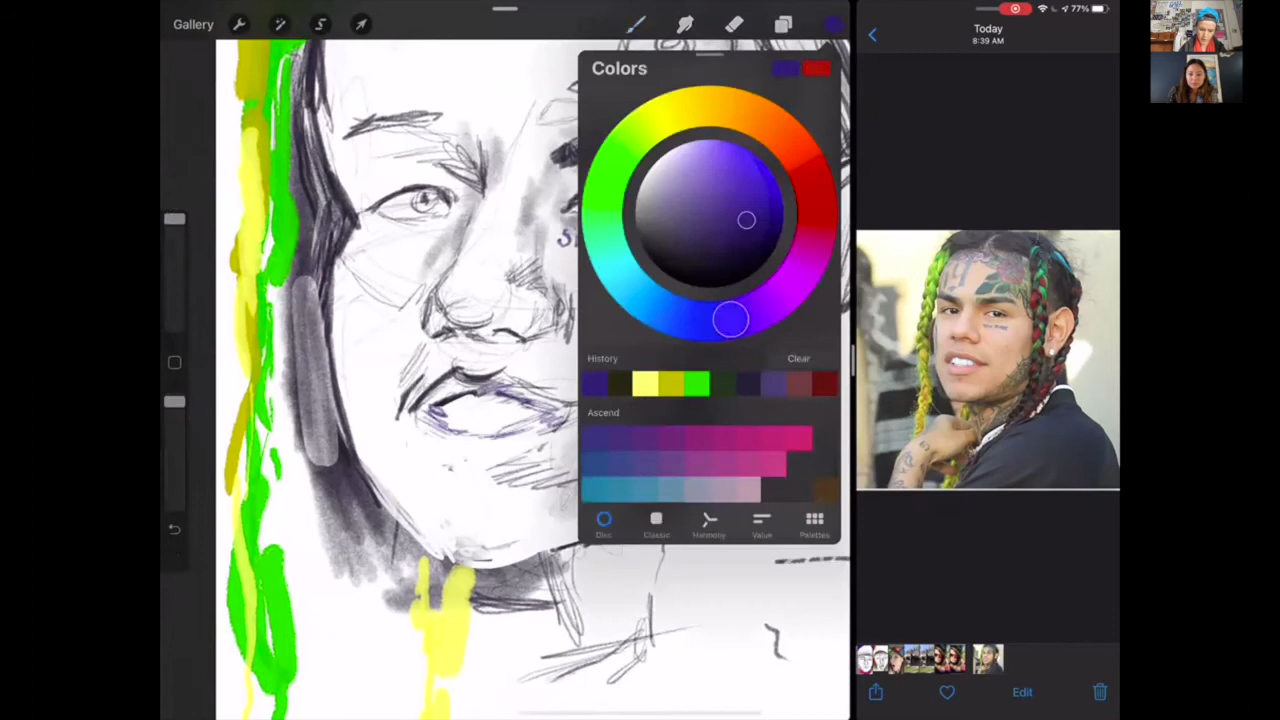 Gallery
Colors
History
Clear
Ascend
Disc
Classic
Harmony
Value
Palettes
Today
8:39 AM
77%
Edit